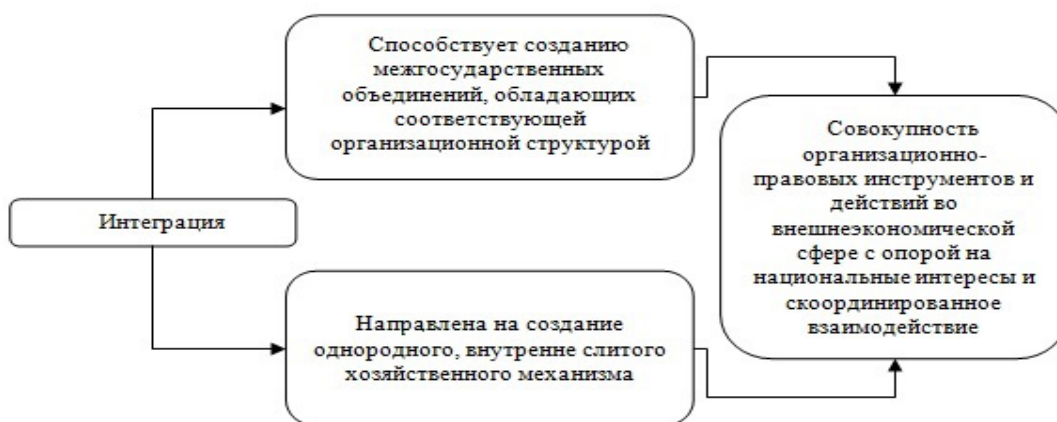 Интеграция
Способствует созданию
межгосударственных
объединений, обладающих
соответствующей
организационной структурой
Направлена на создание
однородного, внутренне слитого
хозяйственного механизма
Совокупность
организационно-
правовых инструментов и
действий во
внешнеэкономической
сфере с опорой на
национальные интересы и
скоординированное
взаимодействие